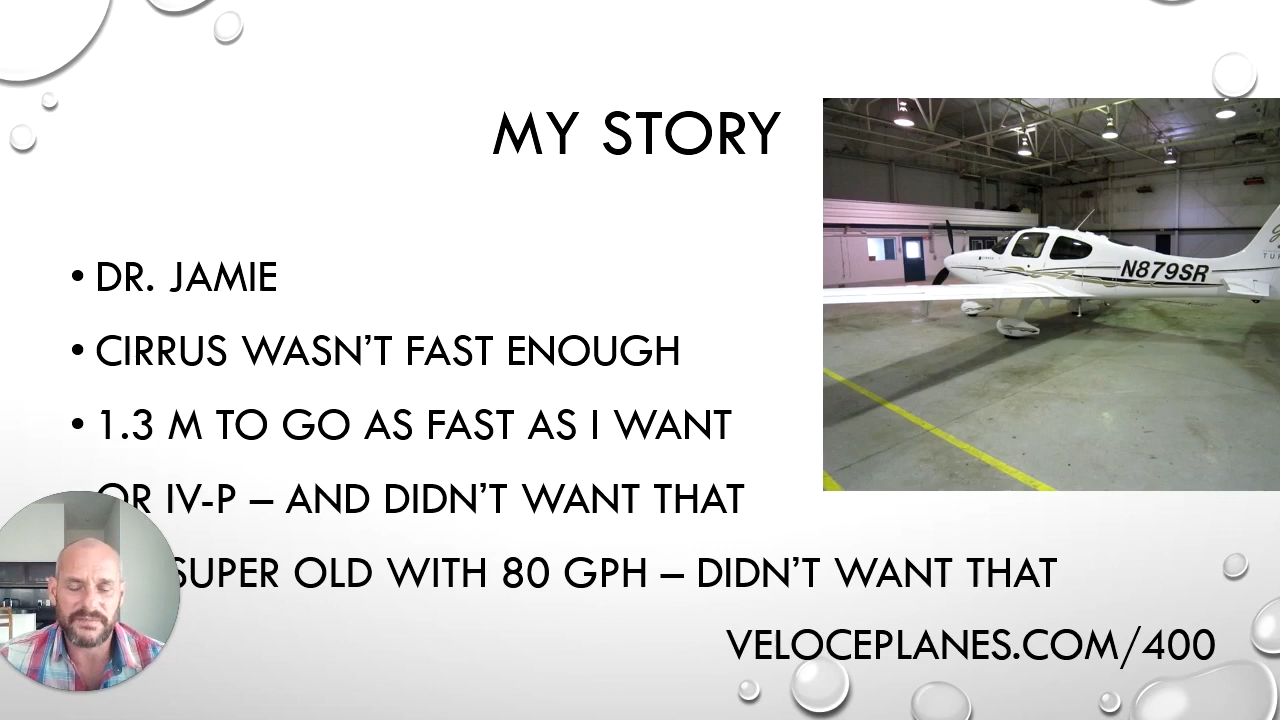 MY STORY
• DR. JAMIE
• CIRRUS WASN’T FAST ENOUGH
• 1.3 M TO GO AS FAST AS I WANT
OR IV-P – AND DIDN’T WANT THAT
SUPER OLD WITH 80 GPH – DIDN’T WANT THAT
VELOCEPLANES.COM/400
N879SR